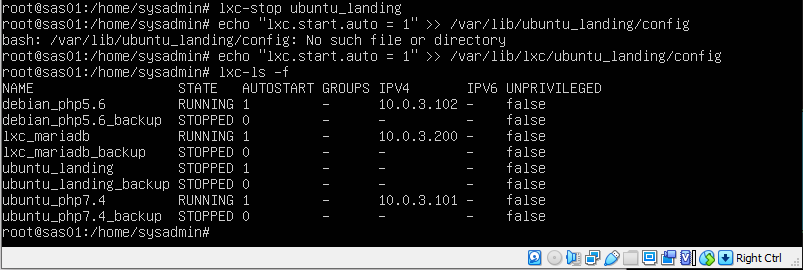 root@sas01:/home/sysadmin# lxc-stop ubuntu_landing
root@sas01:/home/sysadmin# echo "lxc.start.auto = 1" >> /var/lib/ubuntu_landing/config
bash: /var/lib/ubuntu_landing/config: No such file or directory
root@sas01:/home/sysadmin# echo "lxc.start.auto = 1" >> /var/lib/lxc/ubuntu_landing/config
root@sas01:/home/sysadmin# lxc-ls -f
NAME STATE AUTOSTART GROUPS IPV4 IPV6 UNPRIVILEGED
debian_php5.6 RUNNING 1 - 10.0.3.102 - false
debian_php5.6_backup STOPPED 0 - - - false
lxc_mariadb RUNNING 1 - 10.0.3.200 - false
lxc_mariadb_backup STOPPED 0 - - - false
ubuntu_landing STOPPED 1 - - - false
ubuntu_landing_backup STOPPED 0 - - - false
ubuntu_php7.4 RUNNING 1 - 10.0.3.101 - false
ubuntu_php7.4_backup STOPPED 0 - - - false
root@sas01:/home/sysadmin#
Right Ctrl